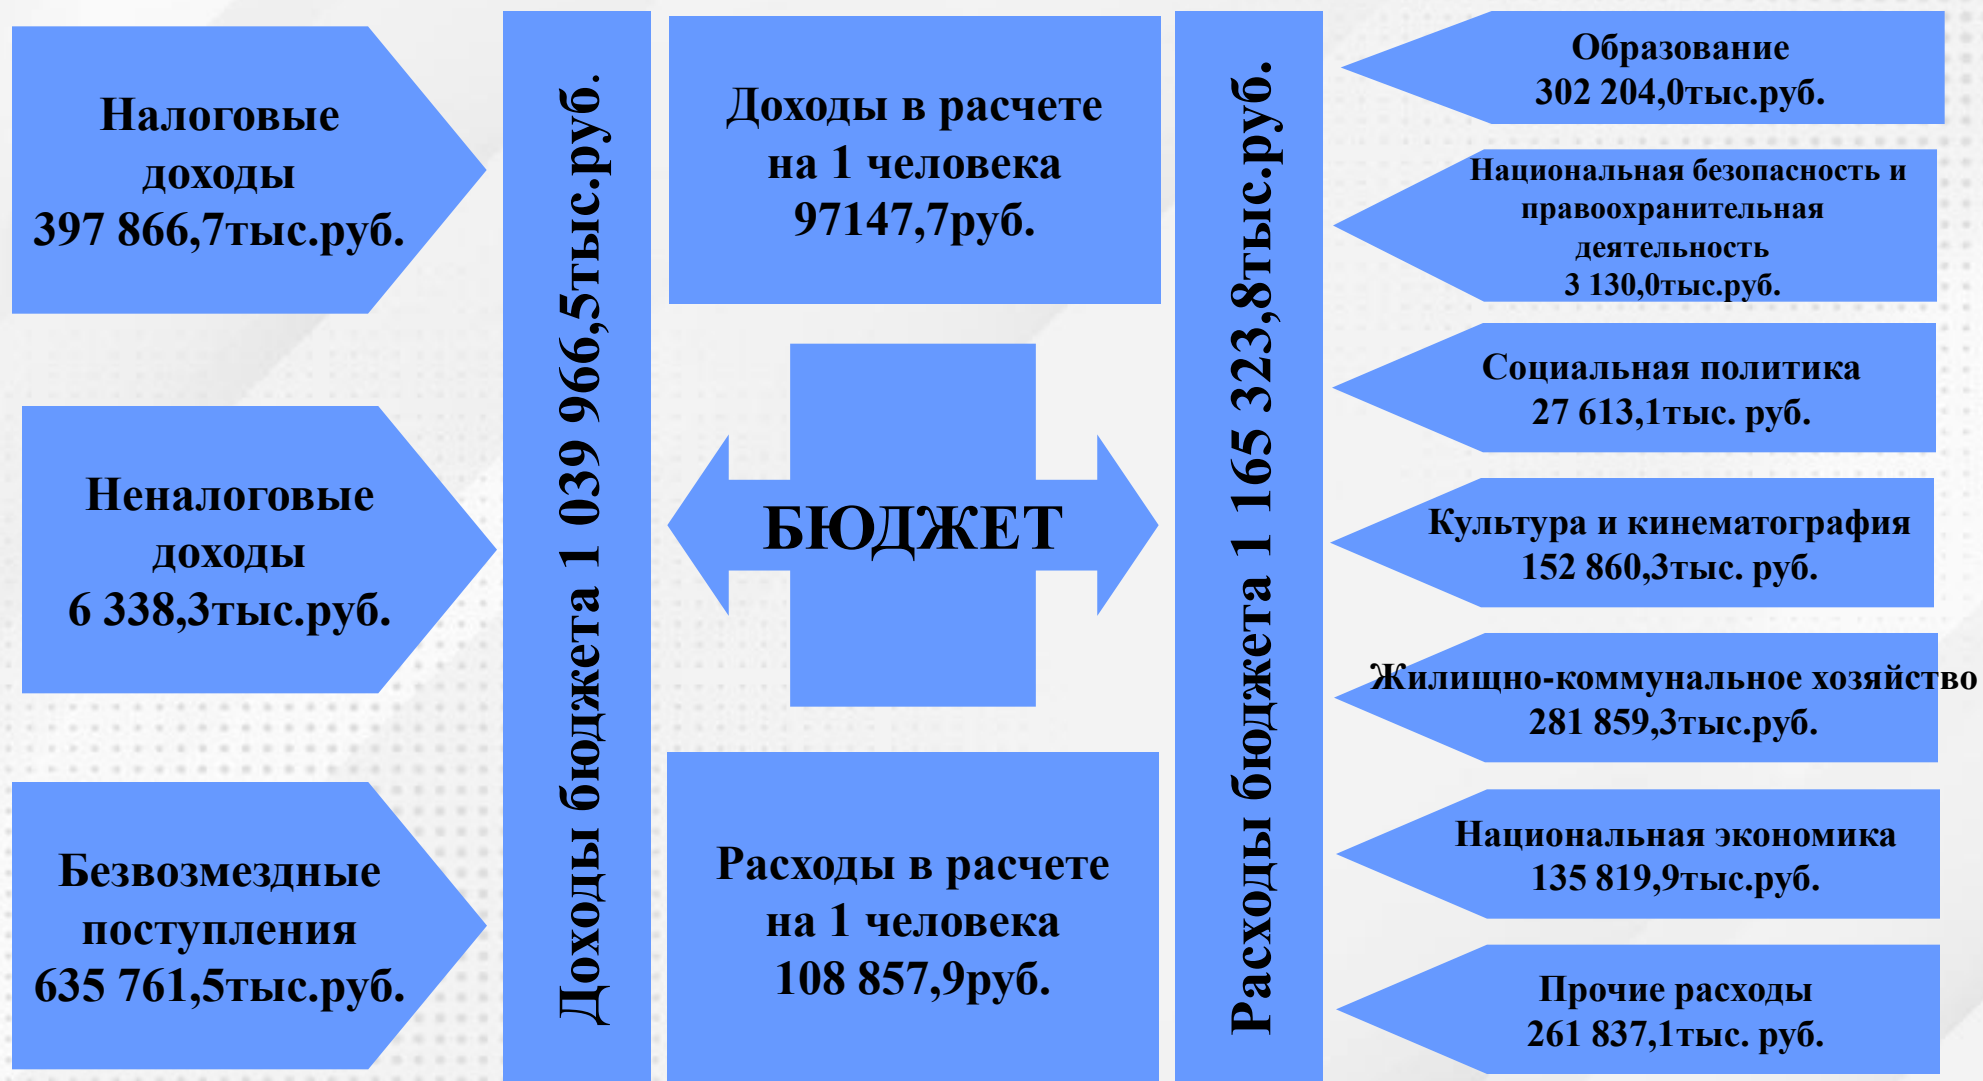 Налоговые
доходы
397 866,7тыс.руб.
Неналоговые
доходы
6 338,3тыс.руб.
Безвозмездные
поступления
635 761,5тыс.руб.
Доходы бюджета 1 039 966,5тыс.руб.
Доходы в расчете
на 1 человека
97147,7руб.
БЮДЖЕТ
Расходы в расчете
на 1 человека
108 857,9руб.
Расходы бюджета 1 165 323,8тыс.руб.
Образование
302 204,0тыс.руб.
Национальная безопасность и
правоохранительная
деятельность
3 130,0тыс.руб.
Социальная политика
27 613,1тыс. руб.
Культура и кинематография
152 860,3тыс. руб.
Жилищно-коммунальное хозяйство
281 859,3тыс.руб.
Национальная экономика
135 819,9тыс.руб.
Прочие расходы
261 837,1тыс. руб.